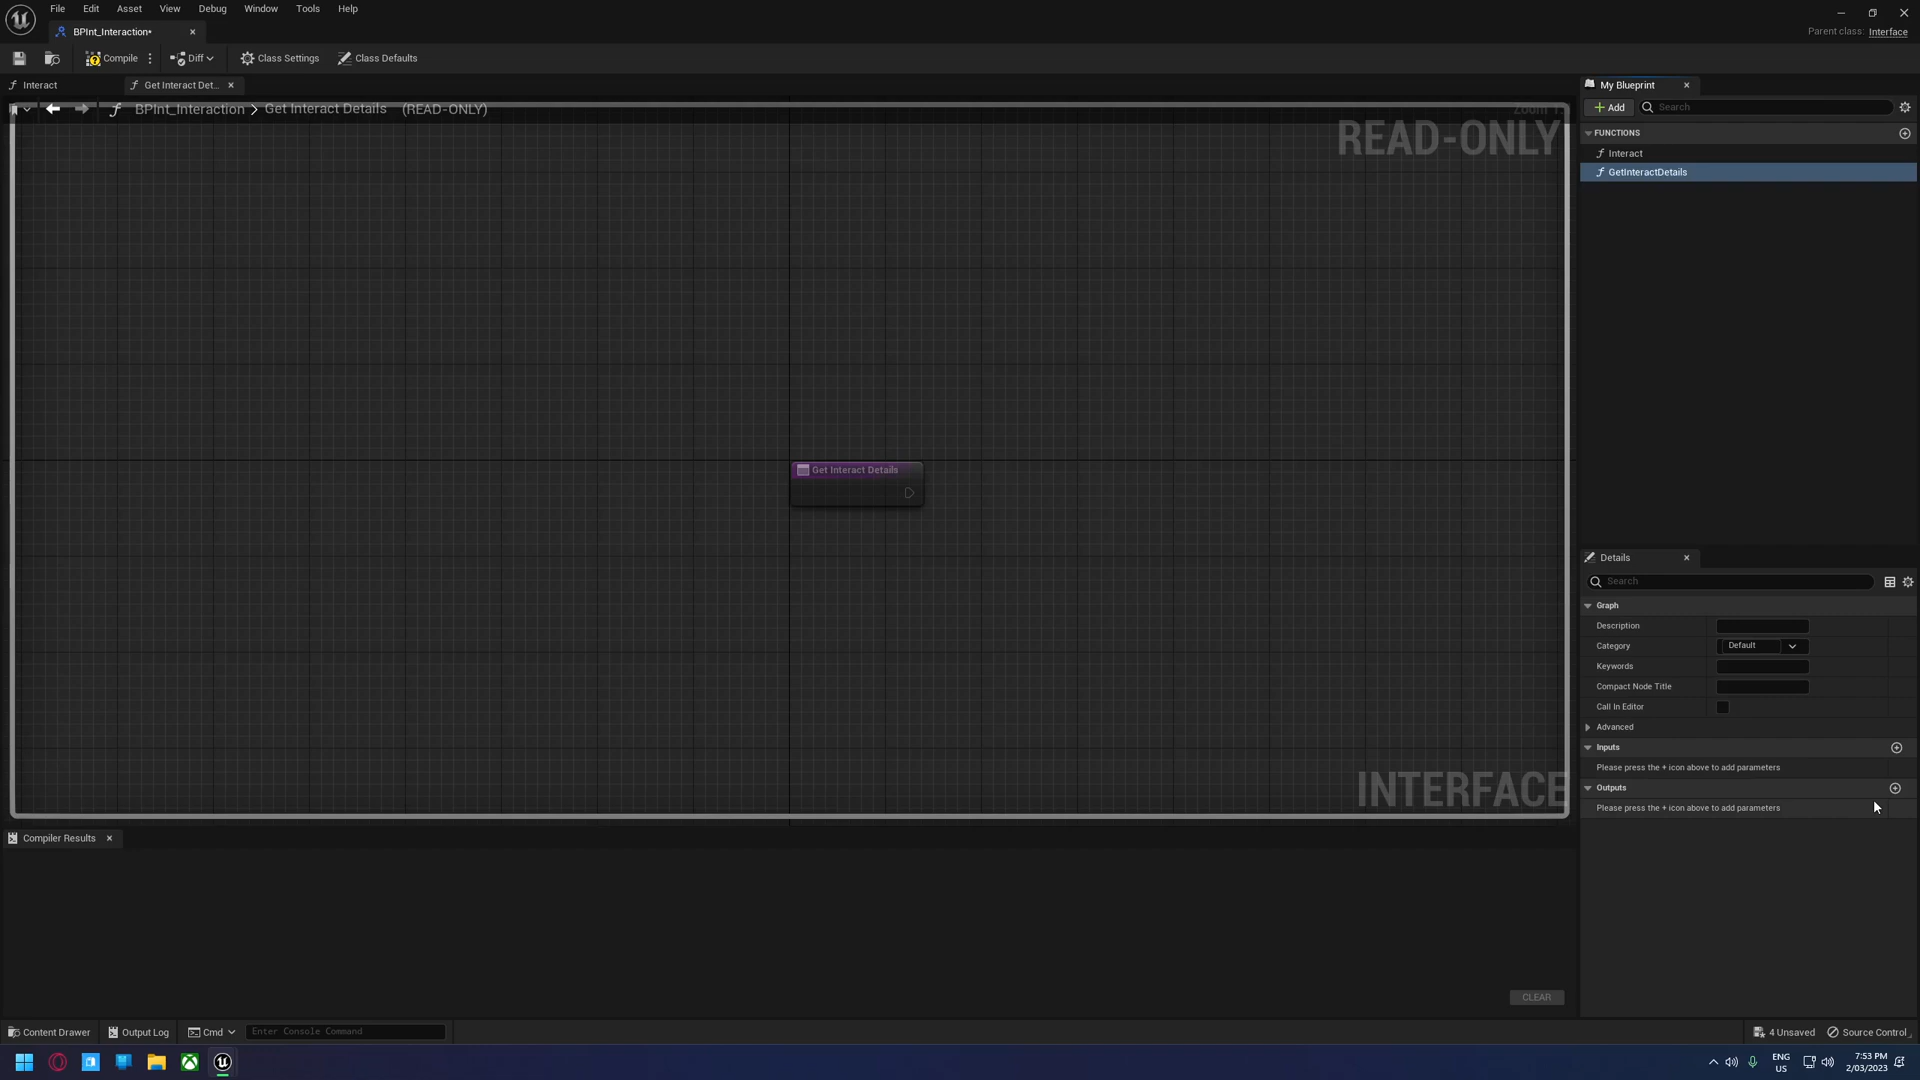 File Edit Asset View Debug Window Tools Help
BPInt_Interaction•
Parent class: Interface
Compile Diff Class Settings Class Defaults
Interact Get Interact Det...
BPInt_Interaction > Get Interact Details (READ-ONLY)
READ-ONLY
Get Interact Details
INTERFACE
My Blueprint
+ Add Search
FUNCTIONS
Interact
GetInteractDetails
Details
Search
Graph
Description
Category Default
Keywords
Compact Node Title
Call In Editor
Advanced
Inputs
Please press the + icon above to add parameters
Outputs
Please press the + icon above to add parameters
Compiler Results
CLEAR
Content Drawer Output Log Cmd Enter Console Command
4 Unsaved Source Control
ENG
US
7:53 PM
2/03/2023